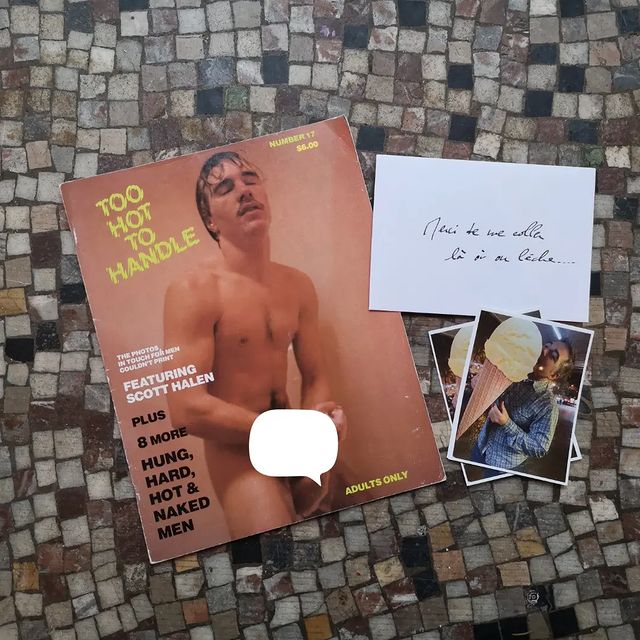 NUMBER 17
$6.00
TOO
HOT
TO
HANDLE
THE PHOTOS
IN TOUCH FOR MEN
COULDN'T PRINT
FEATURING
SCOTT HALEN
PLUS
8 MORE
HUNG,
HARD,
HOT &
NAKED
MEN
ADULTS ONLY
Merci de me coller
là où on lèche....